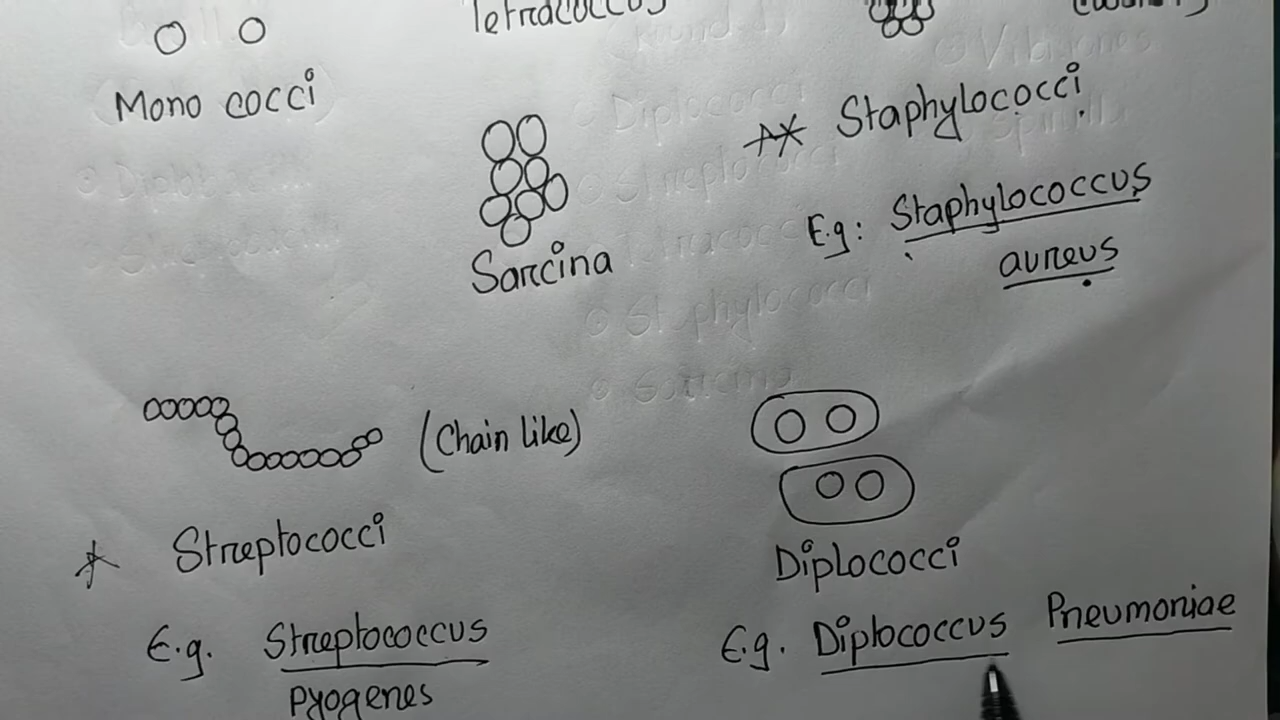 Tetracoccus
Mono cocci
Staphylococci
Sarcina
E.g: Staphylococcus
aureus
(Chain like)
Streptococci
Diplococci
E.g. Streptococcus
pyogenes
E.g. Diplococcus Pneumoniae